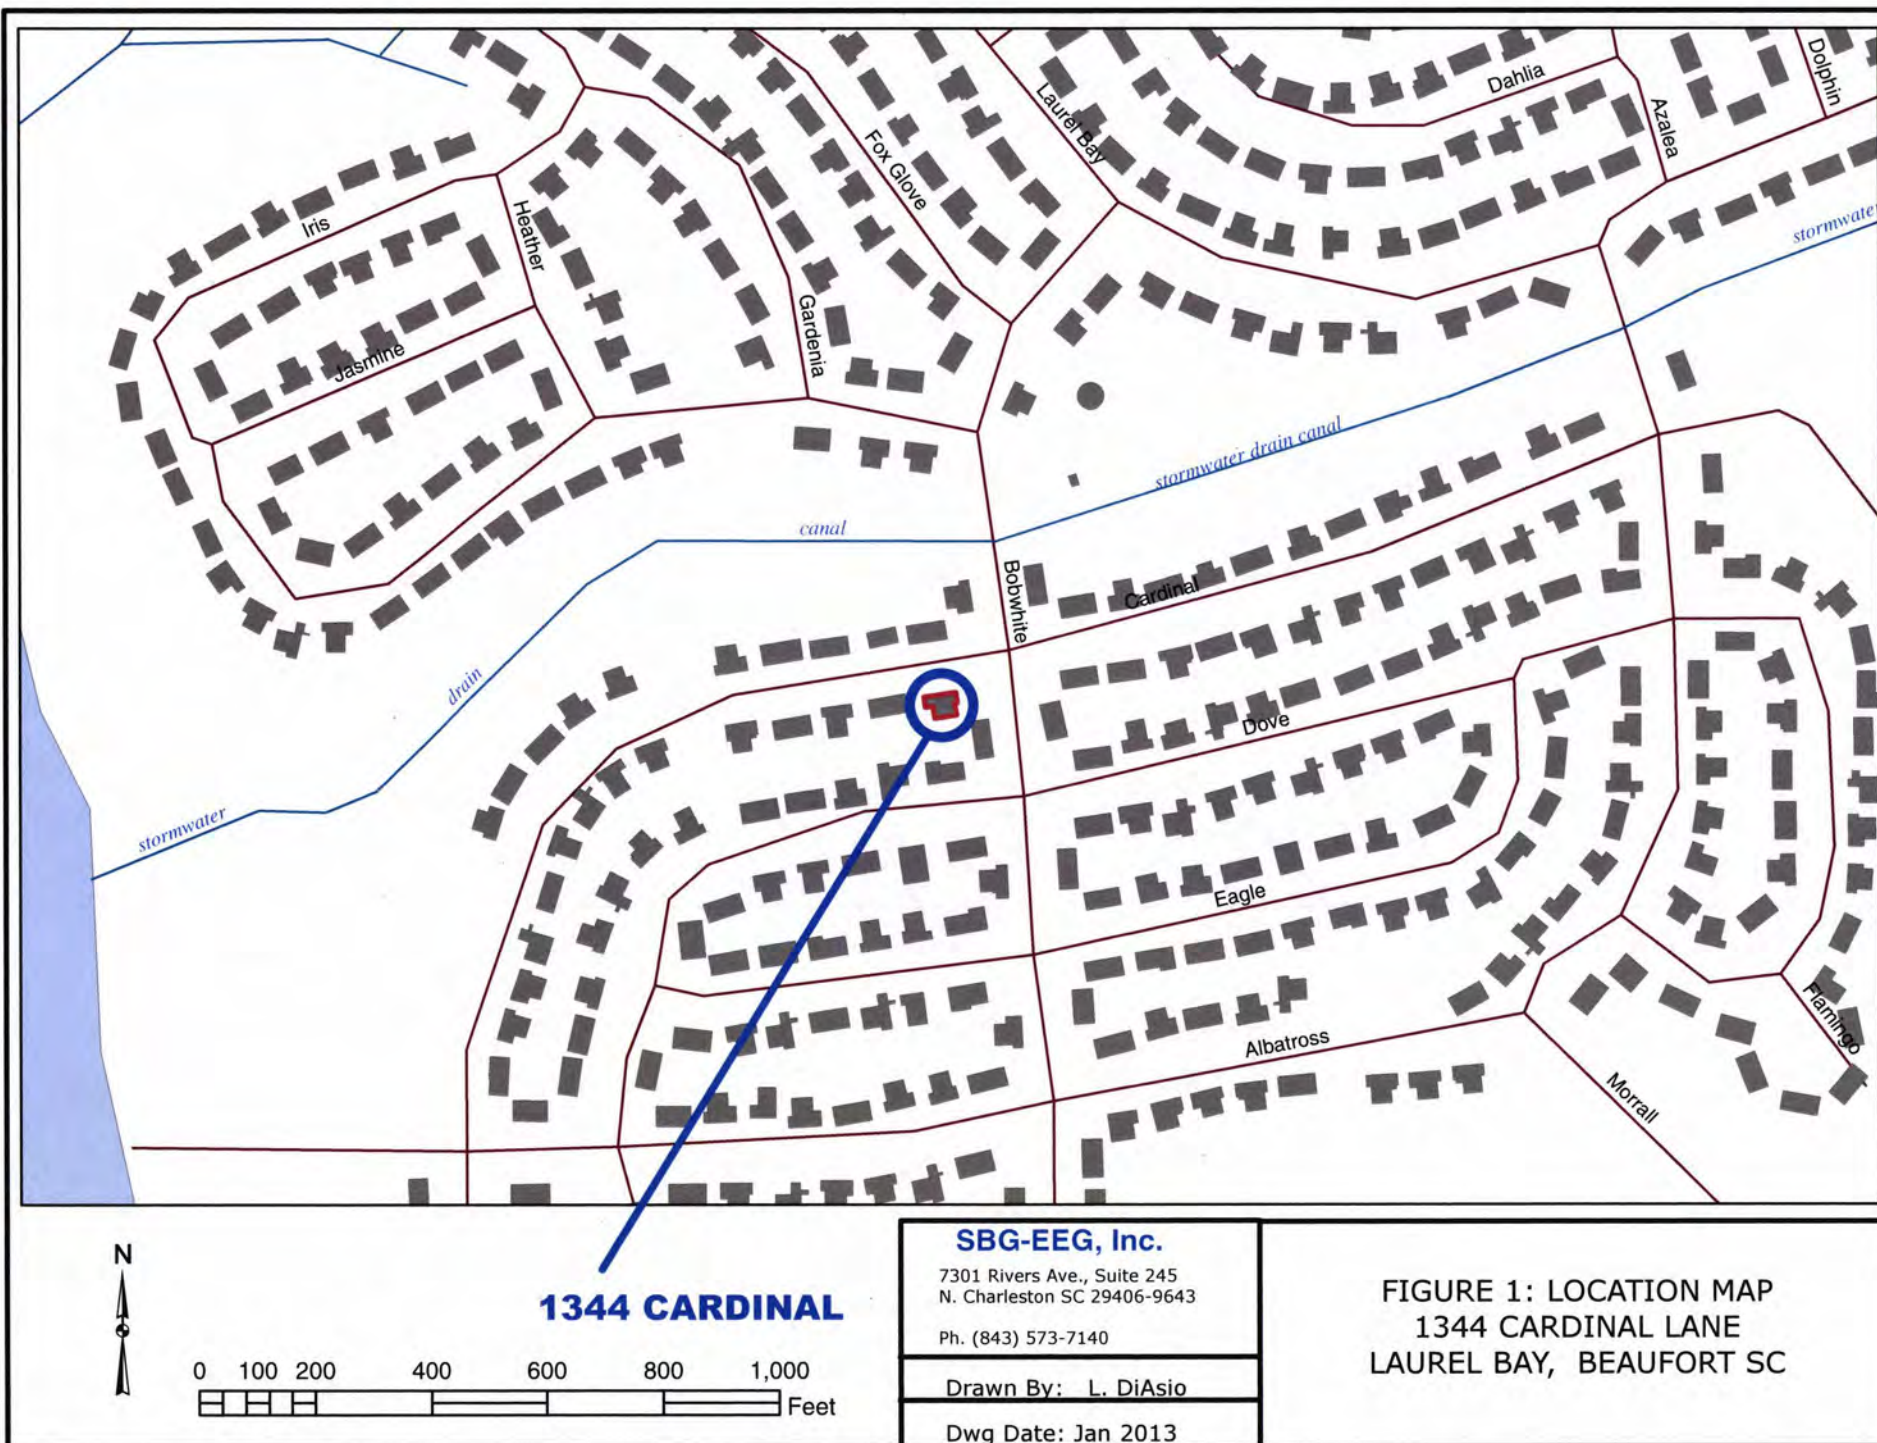 Dahlia
Dolphin
Azalea
Laurel Bay
Fox Glove
Iris
Heather
stormwater
Gardenia
Jasmine
stormwater drain canal
canal
Bobwhite
Cardinal
drain
Dove
stormwater
Eagle
Flamingo
Albatross
Morrall
N
1344 CARDINAL
0 100 200 400 600 800 1,000
Feet
SBG-EEG, Inc.
7301 Rivers Ave., Suite 245
N. Charleston SC 29406-9643
Ph. (843) 573-7140
Drawn By: L. DiAsio
Dwg Date: Jan 2013
FIGURE 1: LOCATION MAP
1344 CARDINAL LANE
LAUREL BAY, BEAUFORT SC